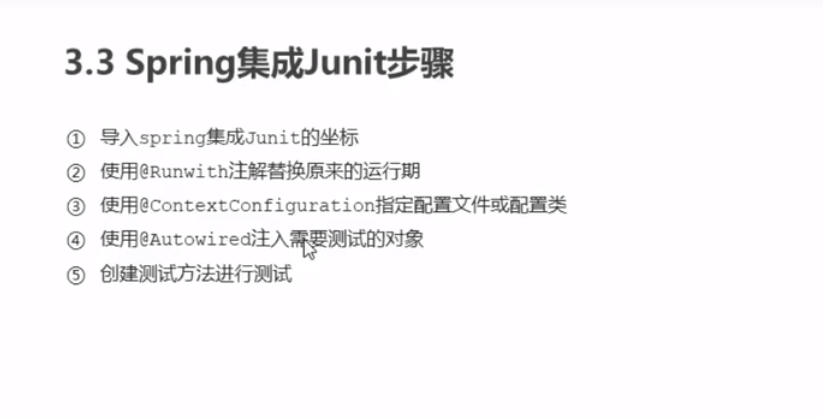 3.3 Spring集成Junit步骤
① 导入spring集成Junit的坐标
② 使用@Runwith注解替换原来的运行期
③ 使用@ContextConfiguration指定配置文件或配置类
④ 使用@Autowired注入需要测试的对象
⑤ 创建测试方法进行测试